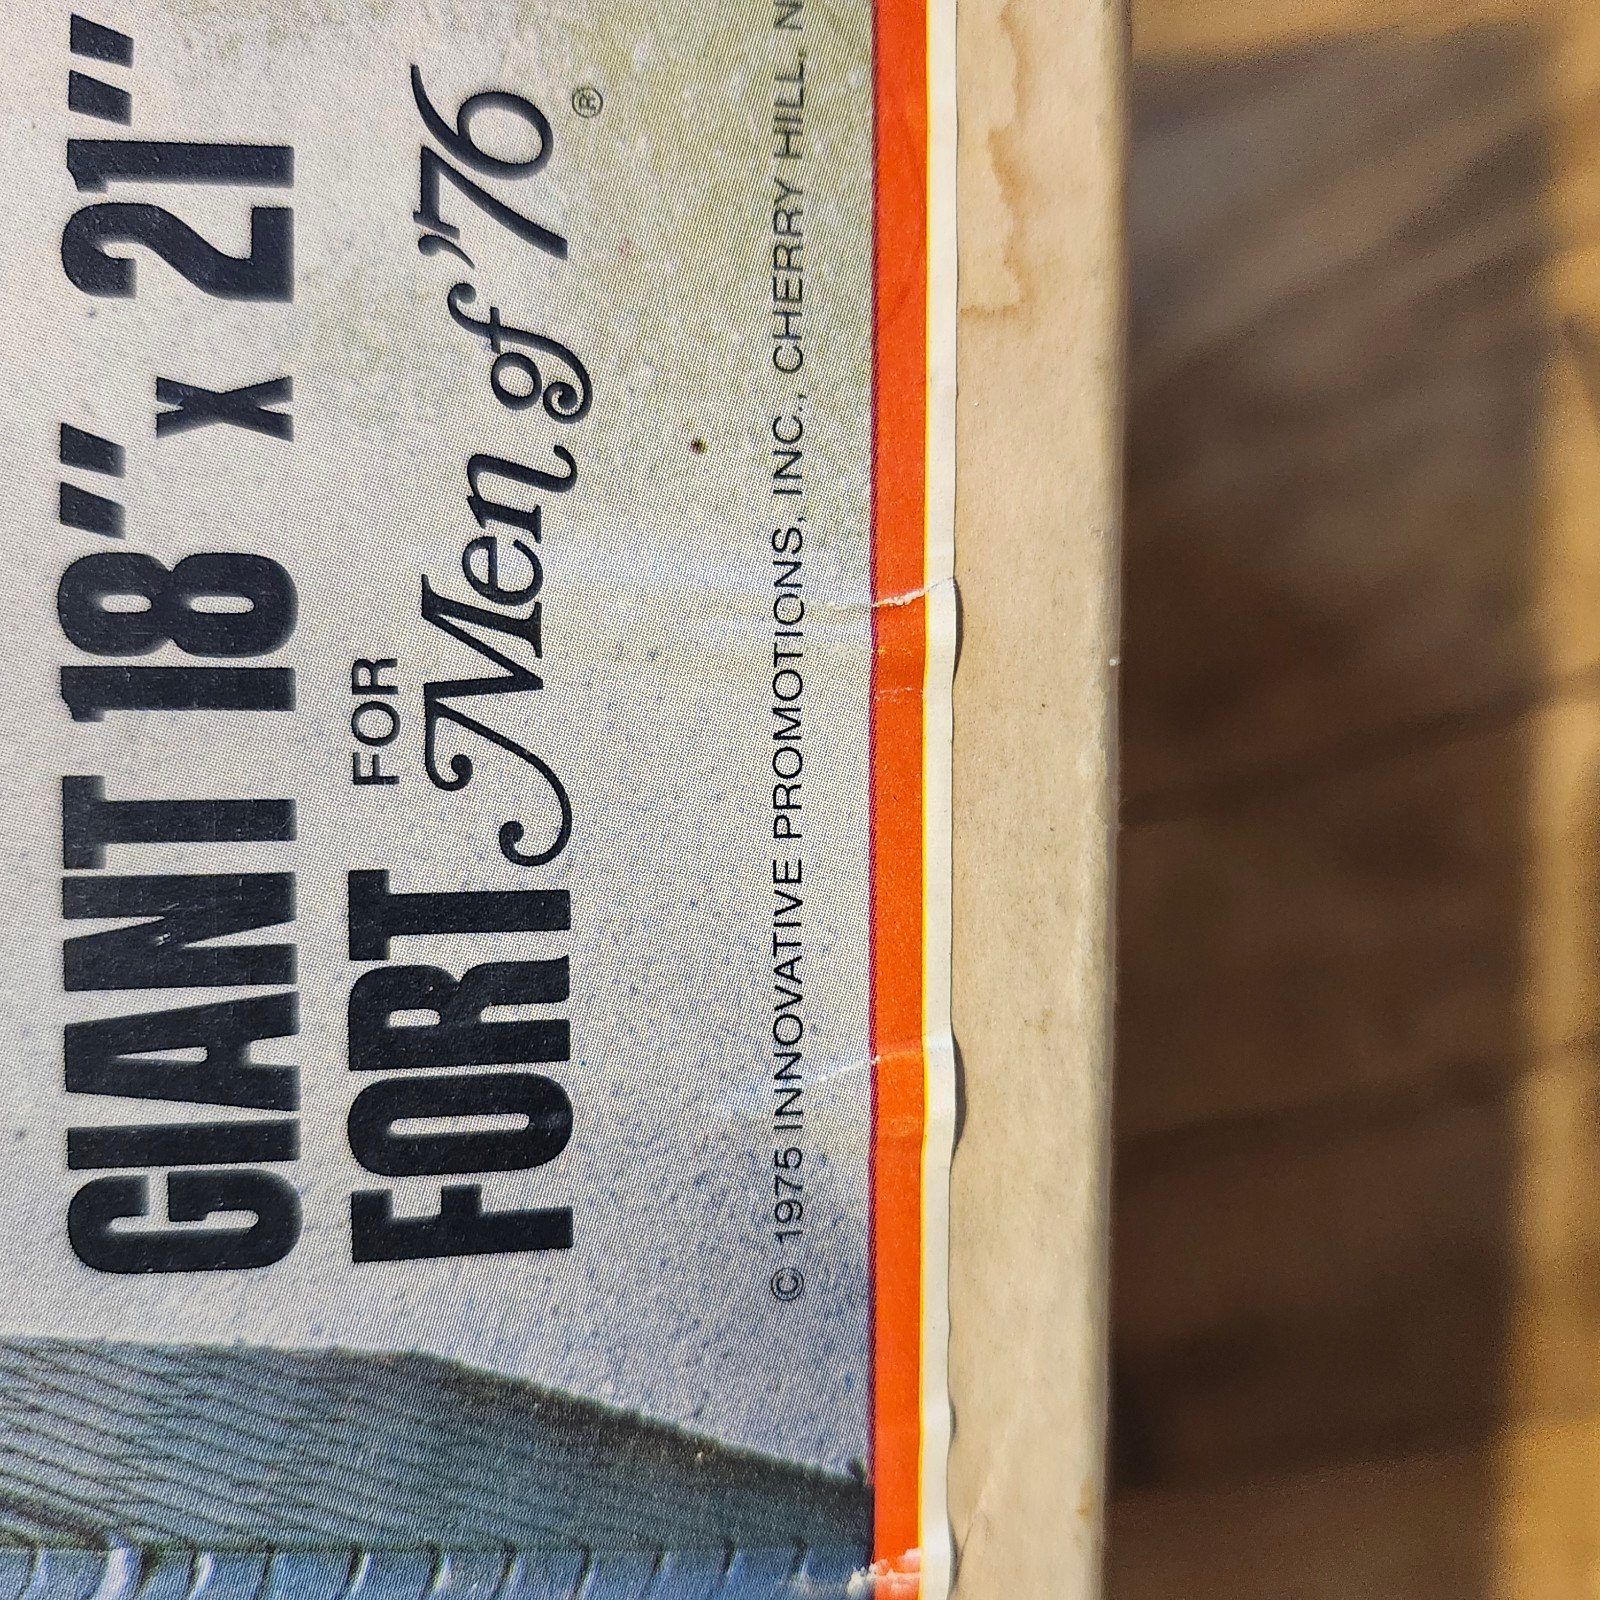 GIANT 18" x 21"
FORT FOR Men of '76®
© 1975 INNOVATIVE PROMOTIONS, INC., CHERRY HILL, N